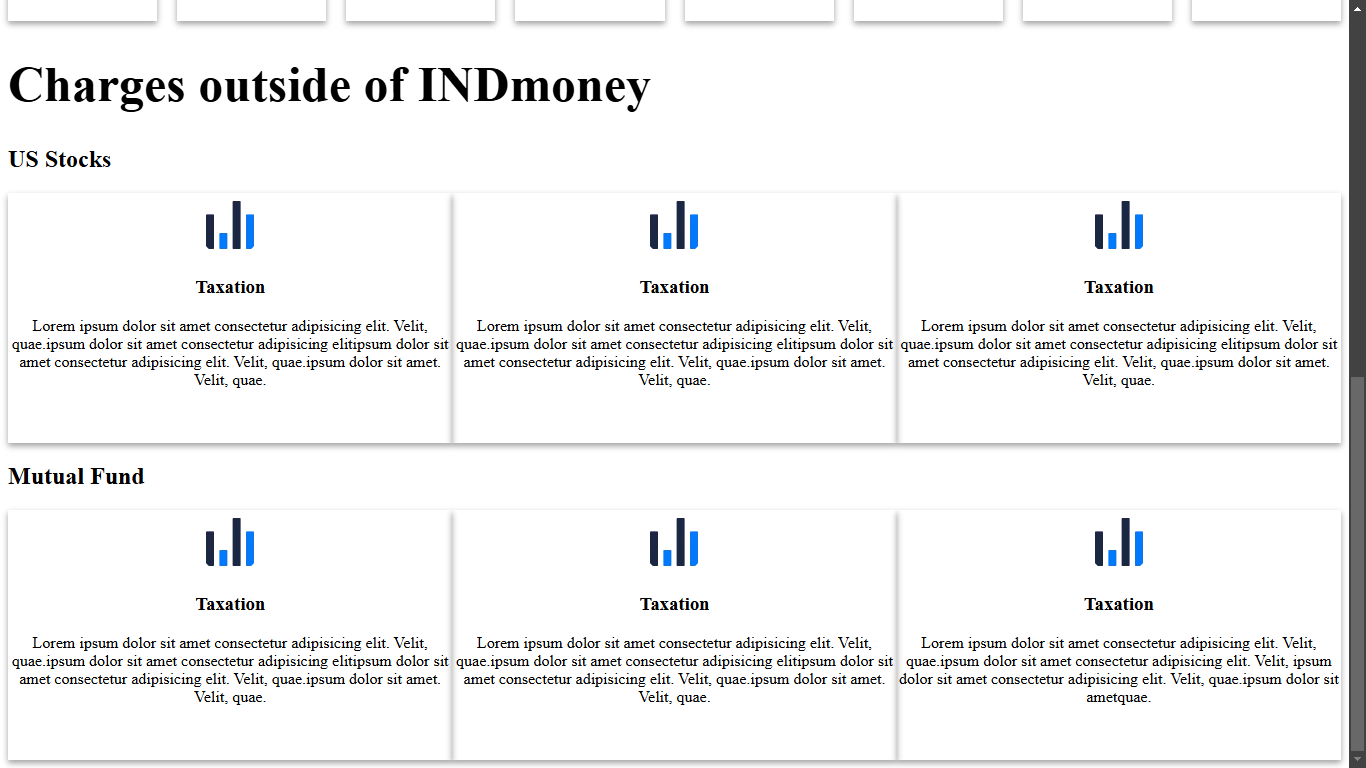 Charges outside of INDmoney
US Stocks
Taxation
Lorem ipsum dolor sit amet consectetur adipisicing elit. Velit,
quae.ipsum dolor sit amet consectetur adipisicing elitipsum dolor sit
amet consectetur adipisicing elit. Velit, quae.ipsum dolor sit amet.
Velit, quae.
Taxation
Lorem ipsum dolor sit amet consectetur adipisicing elit. Velit,
quae.ipsum dolor sit amet consectetur adipisicing elitipsum dolor sit
amet consectetur adipisicing elit. Velit, quae.ipsum dolor sit amet.
Velit, quae.
Taxation
Lorem ipsum dolor sit amet consectetur adipisicing elit. Velit,
quae.ipsum dolor sit amet consectetur adipisicing elitipsum dolor sit
amet consectetur adipisicing elit. Velit, quae.ipsum dolor sit amet.
Velit, quae.
Mutual Fund
Taxation
Lorem ipsum dolor sit amet consectetur adipisicing elit. Velit,
quae.ipsum dolor sit amet consectetur adipisicing elitipsum dolor sit
amet consectetur adipisicing elit. Velit, quae.ipsum dolor sit amet.
Velit, quae.
Taxation
Lorem ipsum dolor sit amet consectetur adipisicing elit. Velit,
quae.ipsum dolor sit amet consectetur adipisicing elitipsum dolor sit
amet consectetur adipisicing elit. Velit, quae.ipsum dolor sit amet.
Velit, quae.
Taxation
Lorem ipsum dolor sit amet consectetur adipisicing elit. Velit,
quae.ipsum dolor sit amet consectetur adipisicing elit. Velit, ipsum
dolor sit amet consectetur adipisicing elit. Velit, quae.ipsum dolor sit
ametquae.